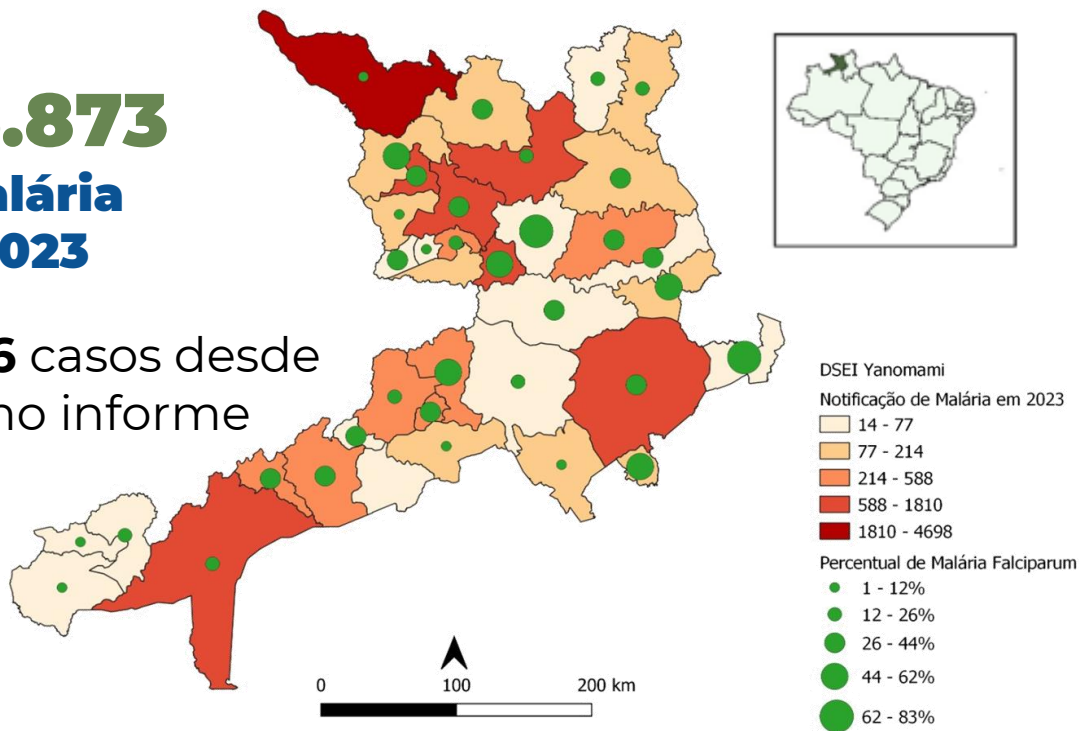 .873
alária
023
6 casos desde
no informe
DSEI Yanomami
Notificação de Malária em 2023
14 - 77
77 - 214
214 - 588
588 - 1810
1810 - 4698
Percentual de Malária Falciparum
1 - 12%
12 - 26%
26 - 44%
44 - 62%
62 - 83%
0 100 200 km